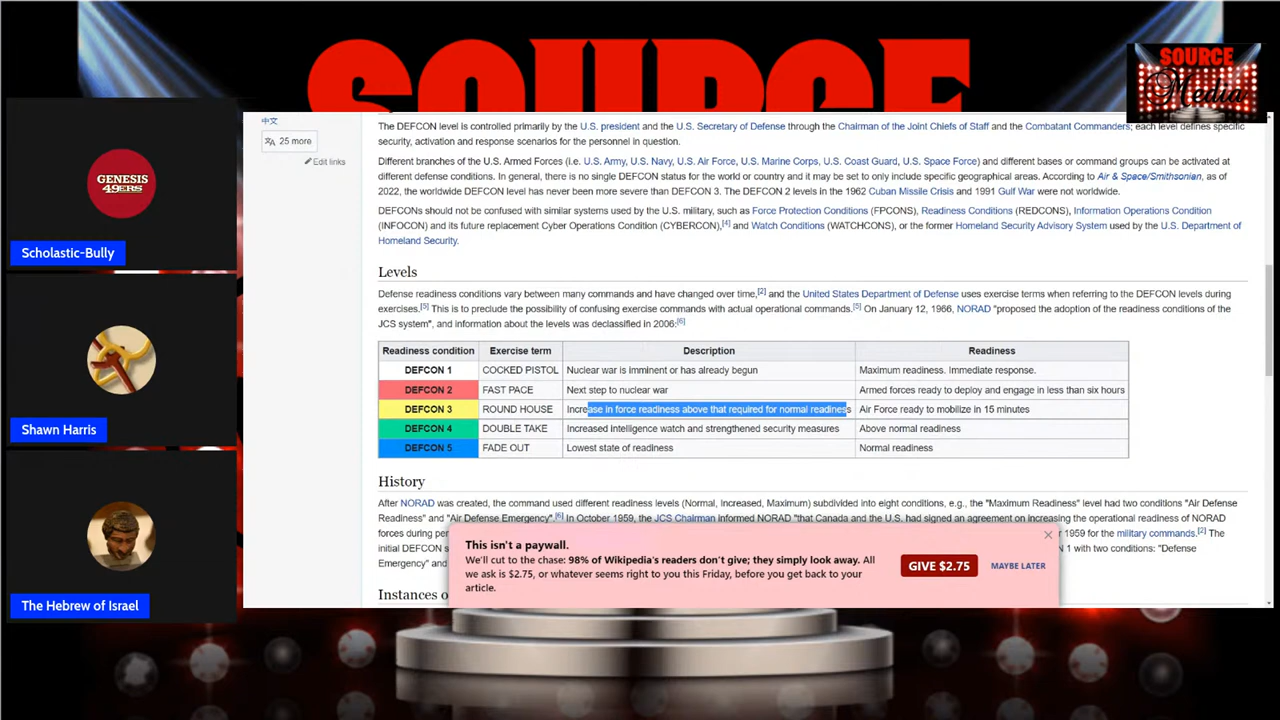 SOURCE
SOURCE
Media
GENESIS
49ERS
Scholastic-Bully
Shawn Harris
The Hebrew of Israel
中文
25 more
Edit links
The DEFCON level is controlled primarily by the U.S. president and the U.S. Secretary of Defense through the Chairman of the Joint Chiefs of Staff and the Combatant Commanders; each level defines specific
security, activation and response scenarios for the personnel in question.
Different branches of the U.S. Armed Forces (i.e. U.S. Army, U.S. Navy, U.S. Air Force, U.S. Marine Corps, U.S. Coast Guard, U.S. Space Force) and different bases or command groups can be activated at
different defense conditions. In general, there is no single DEFCON status for the world or country and it may be set to only include specific geographical areas. According to Air & Space/Smithsonian, as of
2022, the worldwide DEFCON level has never been more severe than DEFCON 3. The DEFCON 2 levels in the 1962 Cuban Missile Crisis and 1991 Gulf War were not worldwide.
DEFCONs should not be confused with similar systems used by the U.S. military, such as Force Protection Conditions (FPCONS), Readiness Conditions (REDCONS), Information Operations Condition
(INFOCON) and its future replacement Cyber Operations Condition (CYBERCON),[4] and Watch Conditions (WATCHCONS), or the former Homeland Security Advisory System used by the U.S. Department of
Homeland Security.
Levels
Defense readiness conditions vary between many commands and have changed over time,[2] and the United States Department of Defense uses exercise terms when referring to the DEFCON levels during
exercises.[5] This is to preclude the possibility of confusing exercise commands with actual operational commands.[5] On January 12, 1966, NORAD "proposed the adoption of the readiness conditions of the
JCS system", and information about the levels was declassified in 2006:[6]
Readiness condition Exercise term Description Readiness
DEFCON 1 COCKED PISTOL Nuclear war is imminent or has already begun Maximum readiness. Immediate response.
DEFCON 2 FAST PACE Next step to nuclear war Armed forces ready to deploy and engage in less than six hours
DEFCON 3 ROUND HOUSE Increase in force readiness above that required for normal readiness Air Force ready to mobilize in 15 minutes
DEFCON 4 DOUBLE TAKE Increased intelligence watch and strengthened security measures Above normal readiness
DEFCON 5 FADE OUT Lowest state of readiness Normal readiness
History
After NORAD was created, the command used different readiness levels (Normal, Increased, Maximum) subdivided into eight conditions, e.g., the "Maximum Readiness" level had two conditions "Air Defense
Readiness" and "Air Defense Emergency".[6] In October 1959, the JCS Chairman informed NORAD "that Canada and the U.S. had signed an agreement on increasing the operational readiness of NORAD
forces during per 1959 for the military commands.[2] The
initial DEFCON s 1 with two conditions: "Defense
Emergency" and
Instances o
This isn't a paywall.
We'll cut to the chase: 98% of Wikipedia's readers don't give; they simply look away. All
we ask is $2.75, or whatever seems right to you this Friday, before you get back to your
article.
GIVE $2.75
MAYBE LATER